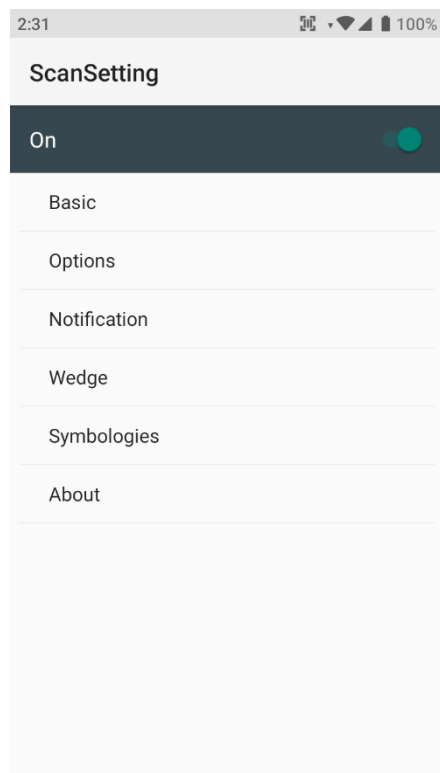 2:31
100%
ScanSetting
On
Basic
Options
Notification
Wedge
Symbologies
About